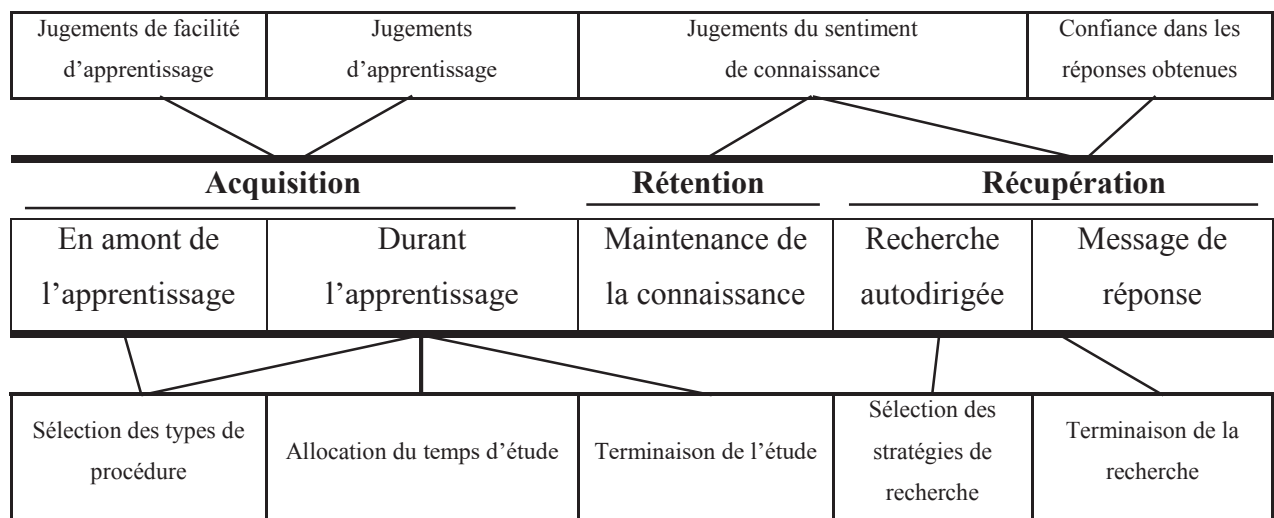 Jugements de facilité
d’apprentissage
Jugements
d’apprentissage
Jugements du sentiment
de connaissance
Confiance dans les
réponses obtenues
Acquisition
Rétention
Récupération
En amont de
l’apprentissage
Durant
l’apprentissage
Maintenance de
la connaissance
Recherche
autodirigée
Message de
réponse
Sélection des types de
procédure
Allocation du temps d’étude
Terminaison de l’étude
Sélection des
stratégies de
recherche
Terminaison de la
recherche